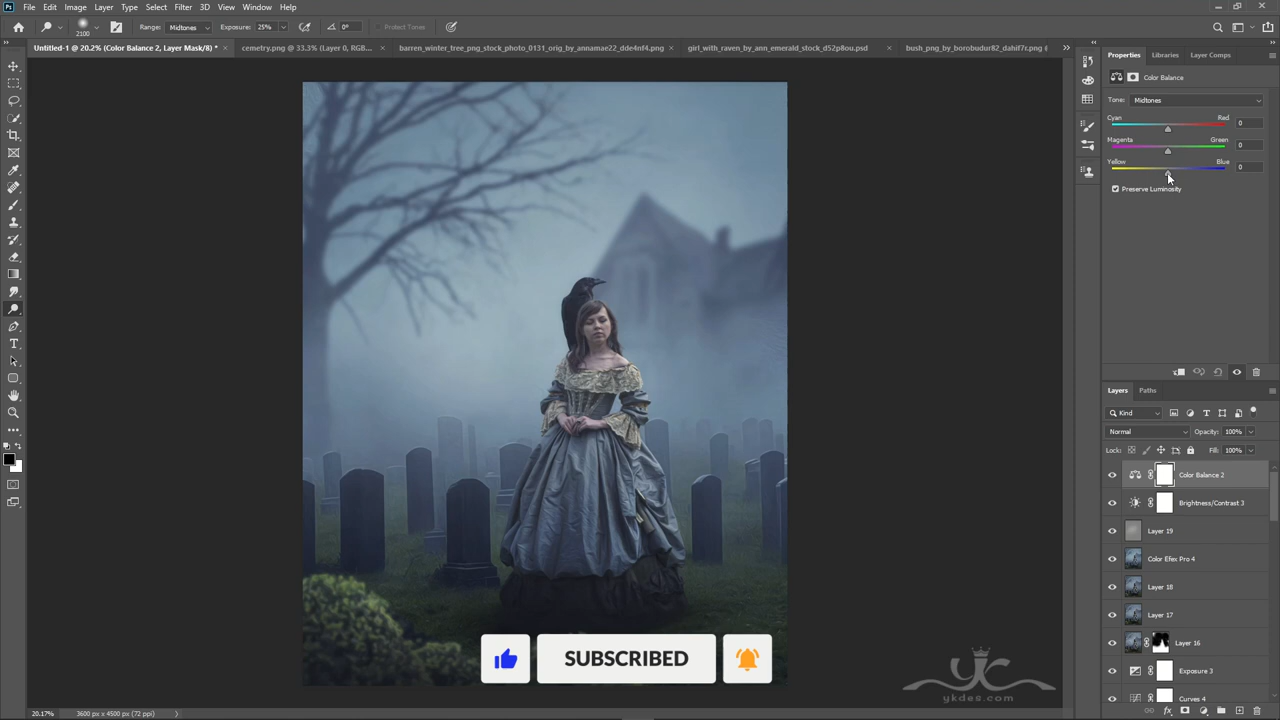 File Edit Image Layer Type Select Filter 3D View Window Help
2100 Range: Midtones Exposure: 25% 0° Protect Tones
Untitled-1 @ 20.2% (Color Balance 2, Layer Mask/8) * × cemetry.png @ 33.3% (Layer 0, RGB... × barren_winter_tree_png_stock_photo_0131_orig_by_annamae22_dde4nf4.png × girl_with_raven_by_ann_emerald_stock_d52p8ou.psd × bush_png_by_borobudur82_dahif7r.png
Properties Libraries Layer Comps
Color Balance
Tone: Midtones
Cyan Red 0
Magenta Green 0
Yellow Blue 0
Preserve Luminosity
Layers Paths
Kind
Normal Opacity: 100%
Lock: Fill: 100%
Color Balance 2
Brightness/Contrast 3
Layer 19
Color Efex Pro 4
Layer 18
Layer 17
Layer 16
Exposure 3
Curves 4
SUBSCRIBED
ykdes.com
20.17% 3600 px x 4500 px (72 ppi)